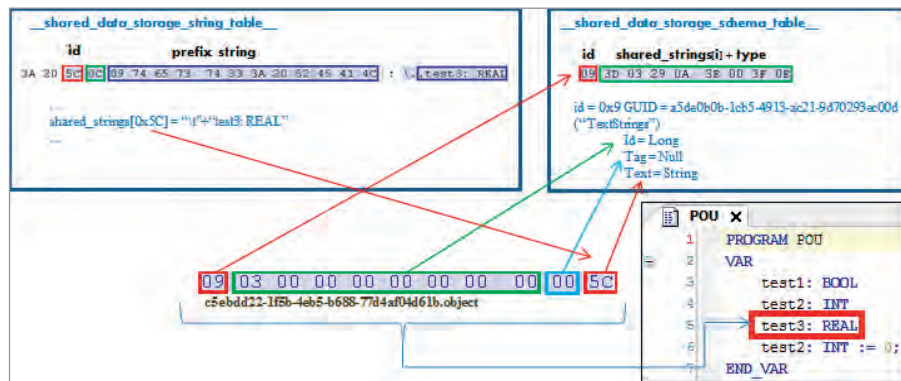 __shared_data_storage_string_table__
id prefix string
3A 20 5C 0C 09 74 65 73 74 33 3A 20 52 45 41 4C : \..test3: REAL
...
shared_strings[0x5C] = "\t"+"test3: REAL"
...
__shared_data_storage_schema_table__
id shared_strings[i] + type
09 3D 03 29 0A 3E 00 3F 0E
id = 0x9 GUID = a5de0b0b-1cb5-4913-ac21-9d70293ec00d
("TextStrings")
Id = Long
Tag = Null
Text = String
09 03 00 00 00 00 00 00 00 00 5C
c5ebdd22-1f5b-4eb5-b688-77d4af04d61b.object
POU X
1 PROGRAM POU
2 VAR
3 test1: BOOL
4 test2: INT
5 test3: REAL
6 test2: INT := 0;
7 END_VAR